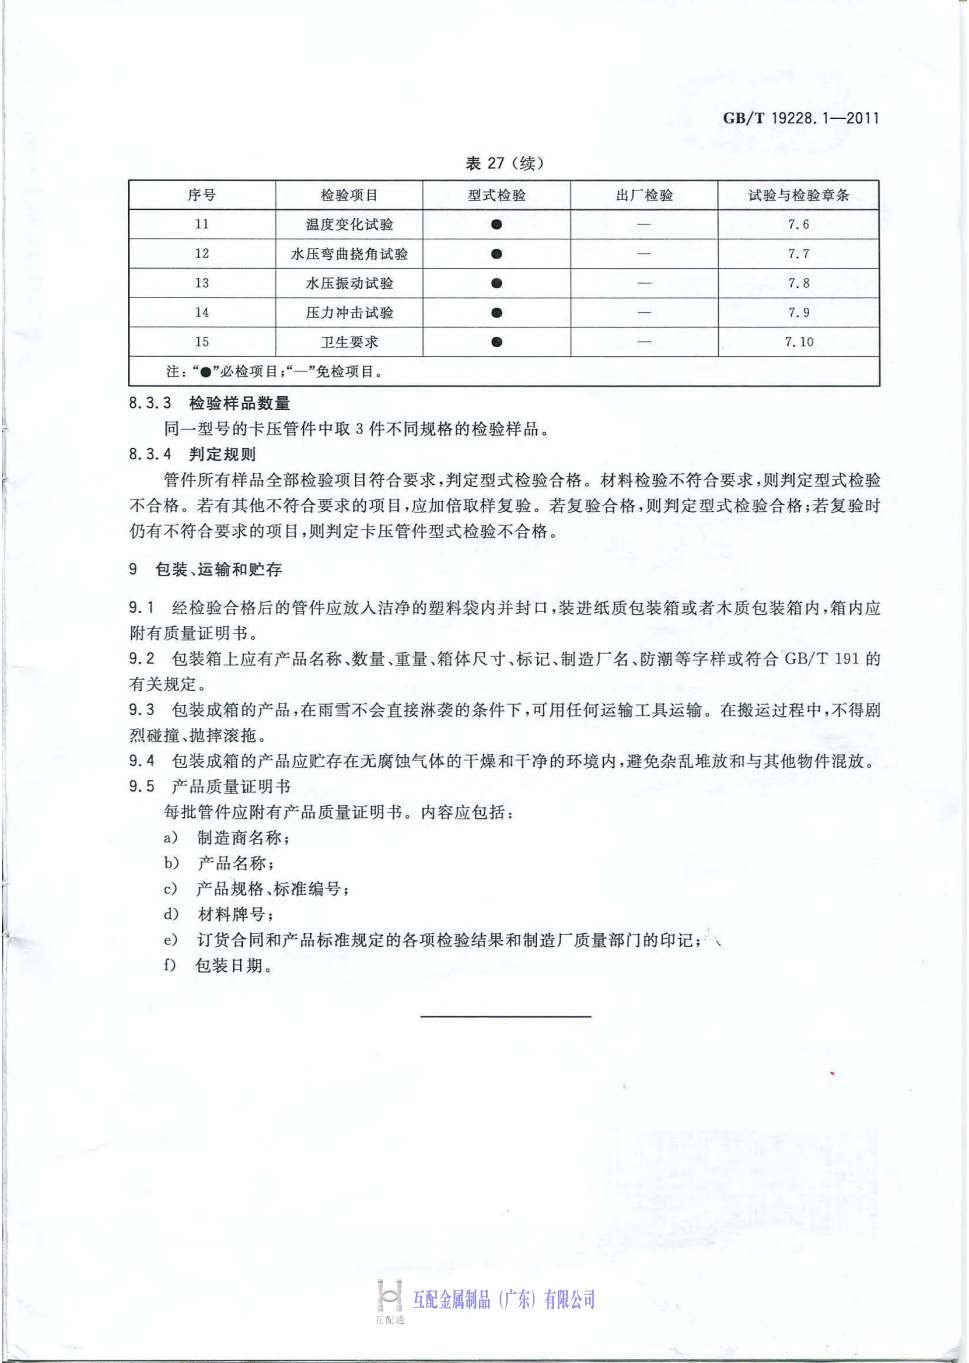 GB/T 19228.1—2011
表 27（续）
序号 检验项目 型式检验 出厂检验 试验与检验章条
11 温度变化试验 ● — 7.6
12 水压弯曲挠角试验 ● — 7.7
13 水压振动试验 ● — 7.8
14 压力冲击试验 ● — 7.9
15 卫生要求 ● — 7.10
注：“●”必检项目；“—”免检项目。
8.3.3 检验样品数量
同一型号的卡压管件中取 3 件不同规格的检验样品。
8.3.4 判定规则
管件所有样品全部检验项目符合要求，判定型式检验合格。材料检验不符合要求，则判定型式检验
不合格。若有其他不符合要求的项目，应加倍取样复验。若复验合格，则判定型式检验合格；若复验时
仍有不符合要求的项目，则判定卡压管件型式检验不合格。
9 包装、运输和贮存
9.1 经检验合格后的管件应放入洁净的塑料袋内并封口，装进纸质包装箱或者木质包装箱内，箱内应
附有质量证明书。
9.2 包装箱上应有产品名称、数量、重量、箱体尺寸、标记、制造厂名、防潮等字样或符合 GB/T 191 的
有关规定。
9.3 包装成箱的产品，在雨雪不会直接淋袭的条件下，可用任何运输工具运输。在搬运过程中，不得剧
烈碰撞、抛摔滚拖。
9.4 包装成箱的产品应贮存在无腐蚀气体的干燥和干净的环境内，避免杂乱堆放和与其他物件混放。
9.5 产品质量证明书
每批管件应附有产品质量证明书。内容应包括：
a) 制造商名称；
b) 产品名称；
c) 产品规格、标准编号；
d) 材料牌号；
e) 订货合同和产品标准规定的各项检验结果和制造厂质量部门的印记；
f) 包装日期。
互配金属制品（广东）有限公司
互配通